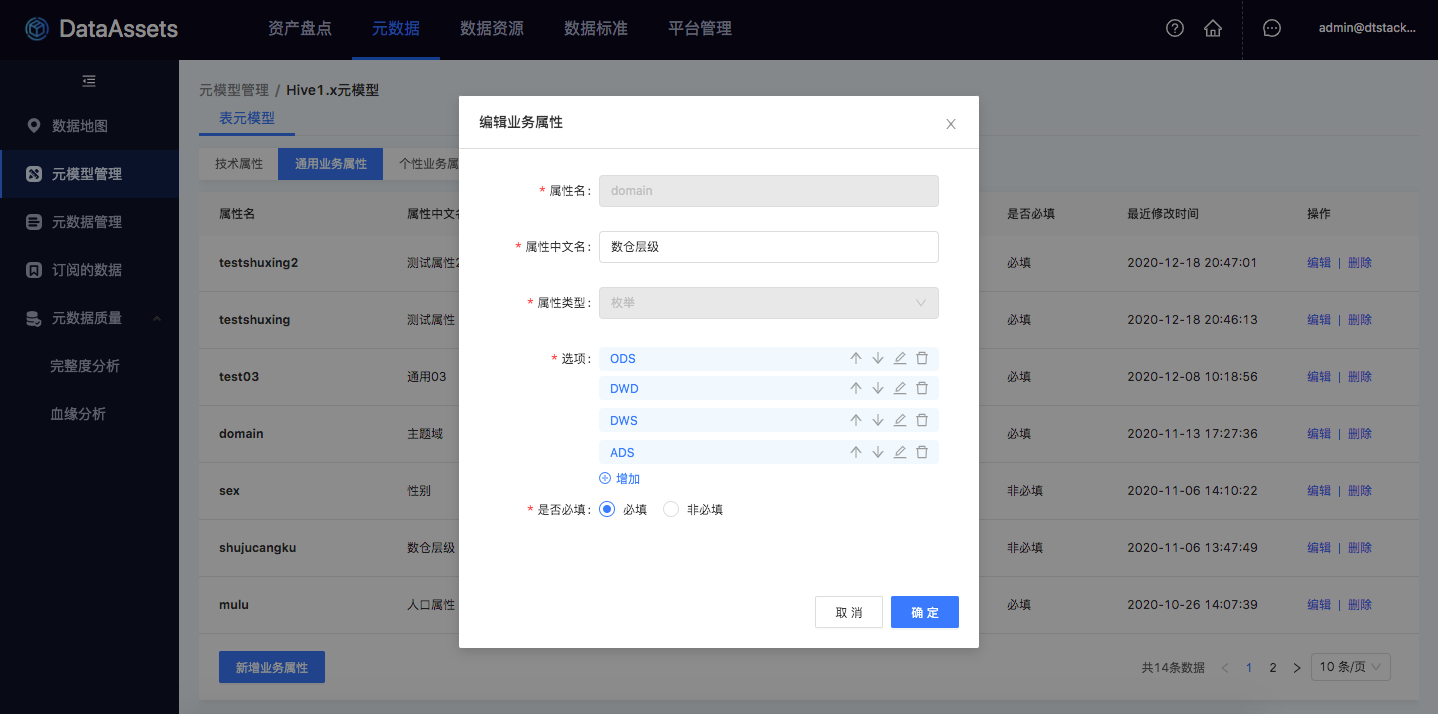 DataAssets 资产盘点 元数据 数据资源 数据标准 平台管理 admin@dtstack...
数据地图
元模型管理
元数据管理
订阅的数据
元数据质量
完整度分析
血缘分析
元模型管理 / Hive1.x元模型
表元模型
技术属性 通用业务属性 个性业务属
属性名 属性中文名 是否必填 最近修改时间 操作
testshuxing2 测试属性2 必填 2020-12-18 20:47:01 编辑 | 删除
testshuxing 测试属性 必填 2020-12-18 20:46:13 编辑 | 删除
test03 通用03 必填 2020-12-08 10:18:56 编辑 | 删除
domain 主题域 必填 2020-11-13 17:27:36 编辑 | 删除
sex 性别 非必填 2020-11-06 14:10:22 编辑 | 删除
shujucangku 数仓层级 非必填 2020-11-06 13:47:49 编辑 | 删除
mulu 人口属性 必填 2020-10-26 14:07:39 编辑 | 删除
新增业务属性 共14条数据 < 1 2 > 10 条/页
编辑业务属性
* 属性名: domain
* 属性中文名: 数仓层级
* 属性类型: 枚举
* 选项: ODS
DWD
DWS
ADS
增加
* 是否必填: 必填 非必填
取 消 确 定